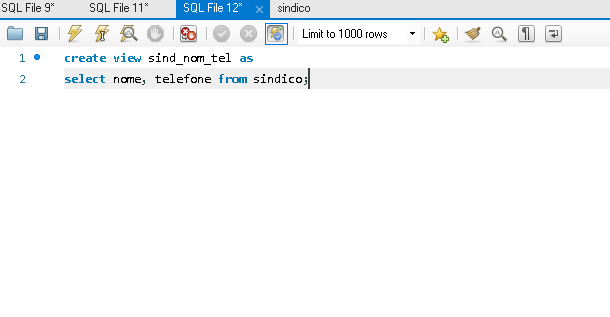 SQL File 9* SQL File 11* SQL File 12* sindico
Limit to 1000 rows
1 create view sind_nom_tel as
2 select nome, telefone from sindico;